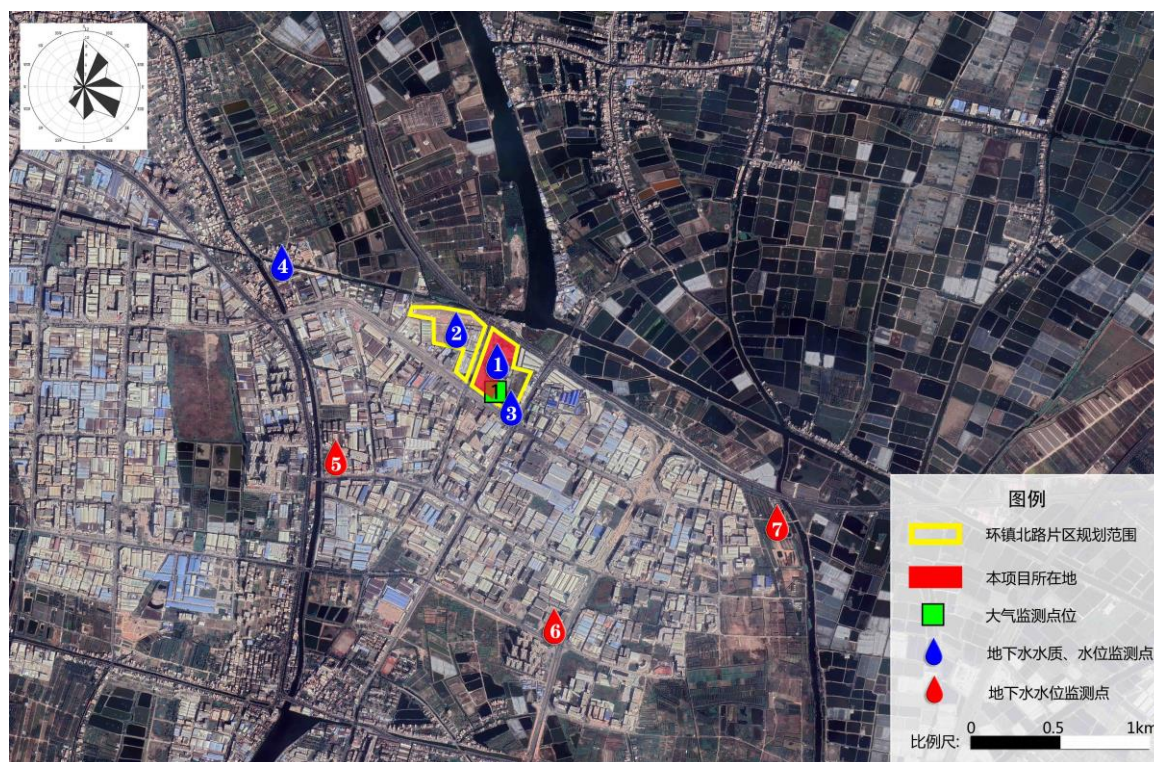 4
2
1
1
3
5
7
6
图例
环镇北路片区规划范围
本项目所在地
大气监测点位
地下水水质、水位监测点
地下水水位监测点
0 0.5 1km
比例尺: